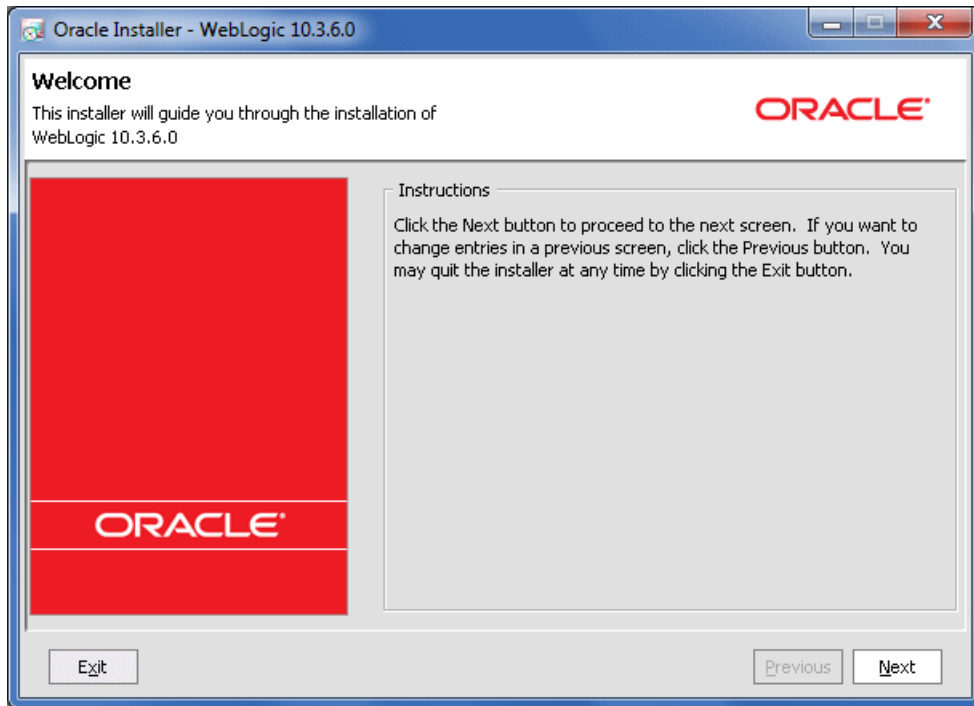 Oracle Installer - WebLogic 10.3.6.0
Welcome
This installer will guide you through the installation of
WebLogic 10.3.6.0
ORACLE
Instructions
Click the Next button to proceed to the next screen. If you want to
change entries in a previous screen, click the Previous button. You
may quit the installer at any time by clicking the Exit button.
ORACLE
Exit
Previous
Next